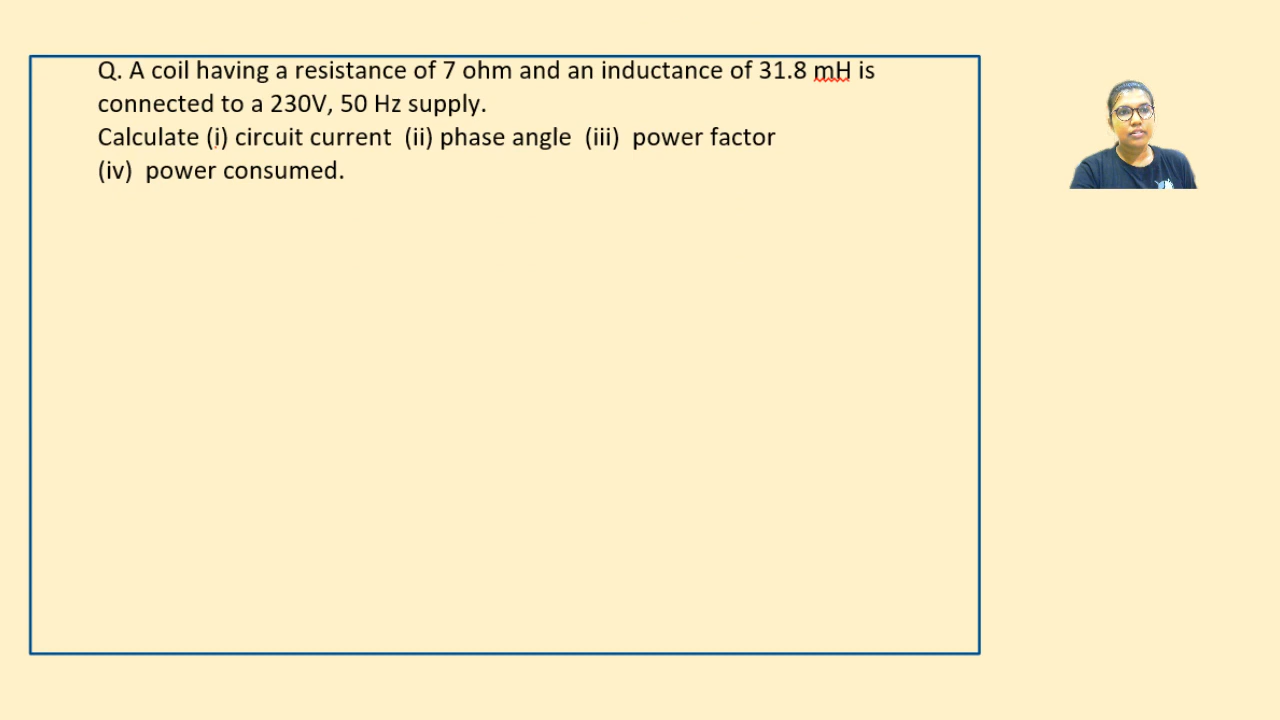 Q. A coil having a resistance of 7 ohm and an inductance of 31.8 mH is
connected to a 230V, 50 Hz supply.
Calculate (i) circuit current  (ii) phase angle  (iii)  power factor
(iv)  power consumed.